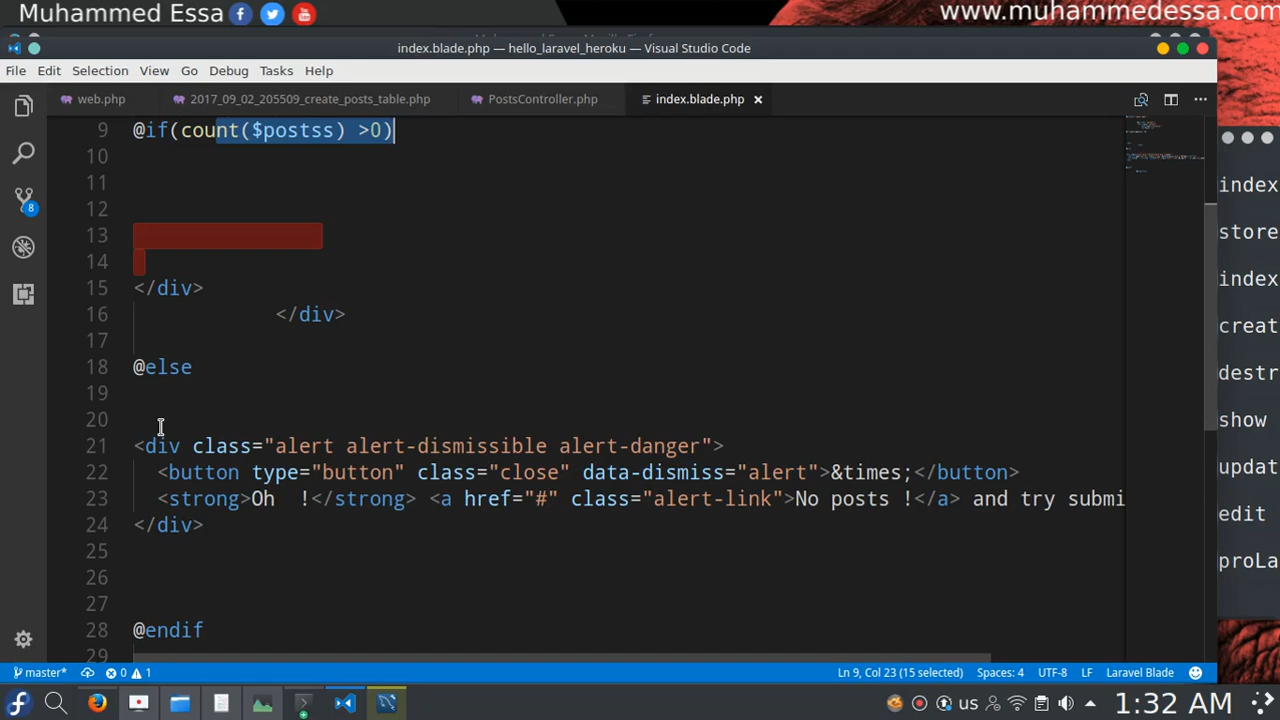 Muhammed Essa
www.muhammedessa.com
index.blade.php — hello_laravel_heroku — Visual Studio Code
File Edit Selection View Go Debug Tasks Help
web.php 2017_09_02_205509_create_posts_table.php PostsController.php index.blade.php
9 @if(count($postss) >0)
10
11
12
13
14
15 </div>
16 </div>
17
18 @else
19
20
21 <div class="alert alert-dismissible alert-danger">
22 <button type="button" class="close" data-dismiss="alert">&times;</button>
23 <strong>Oh !</strong> <a href="#" class="alert-link">No posts !</a> and try submi
24 </div>
25
26
27
28 @endif
29
8
index
store
index
creat
destr
show
updat
edit
proLa
master* 0 1 Ln 9, Col 23 (15 selected) Spaces: 4 UTF-8 LF Laravel Blade
us 1:32 AM